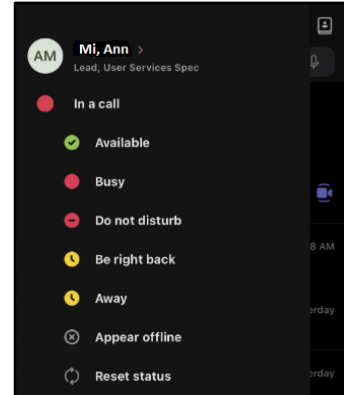 AM
Mi, Ann >
Lead, User Services Spec
In a call
Available
Busy
Do not disturb
Be right back
8 AM
Away
erday
Appear offline
Reset status
erday